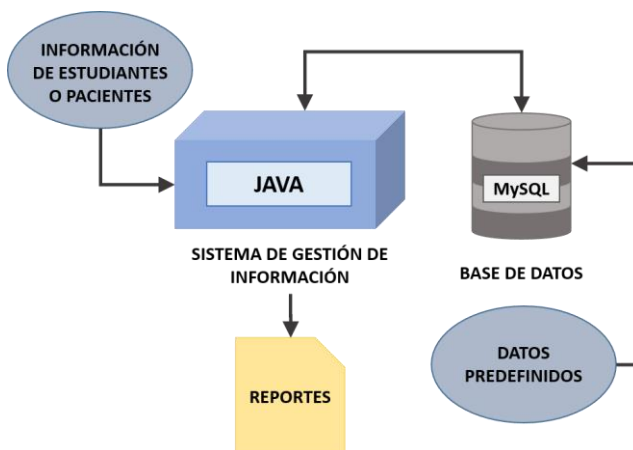 INFORMACIÓN
DE ESTUDIANTES
O PACIENTES
JAVA
MySQL
SISTEMA DE GESTIÓN DE
INFORMACIÓN
BASE DE DATOS
REPORTES
DATOS
PREDEFINIDOS